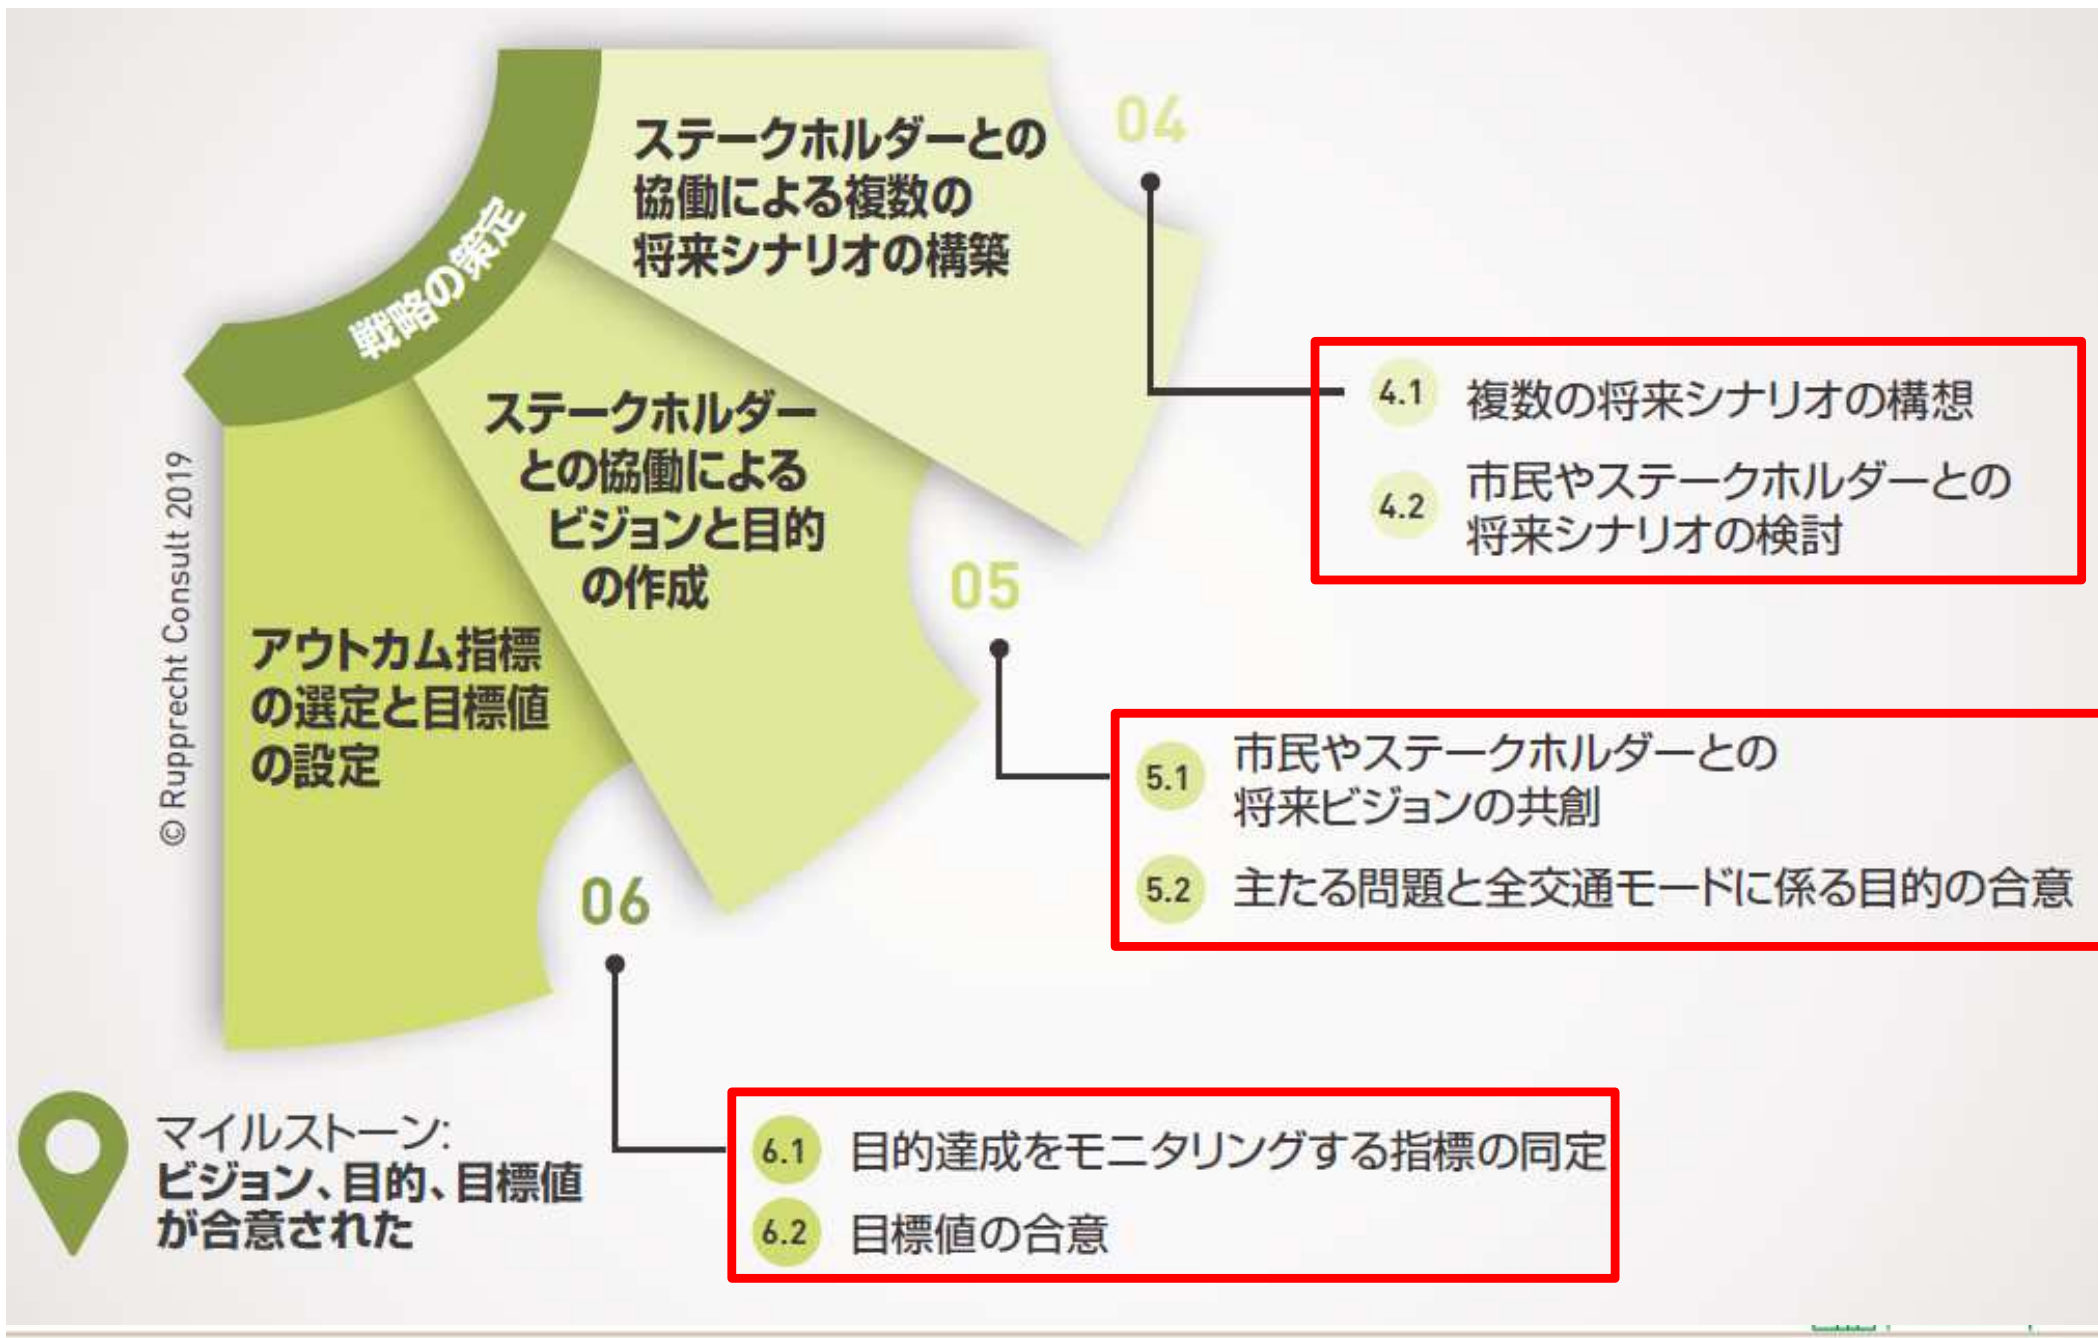 戦略の策定
ステークホルダーとの
協働による複数の
将来シナリオの構築
04
4.1 複数の将来シナリオの構想
4.2 市民やステークホルダーとの
将来シナリオの検討
ステークホルダー
との協働による
ビジョンと目的
の作成
05
5.1 市民やステークホルダーとの
将来ビジョンの共創
5.2 主たる問題と全交通モードに係る目的の合意
アウトカム指標
の選定と目標値
の設定
06
6.1 目的達成をモニタリングする指標の同定
6.2 目標値の合意
マイルストーン:
ビジョン、目的、目標値
が合意された
© Rupprecht Consult 2019